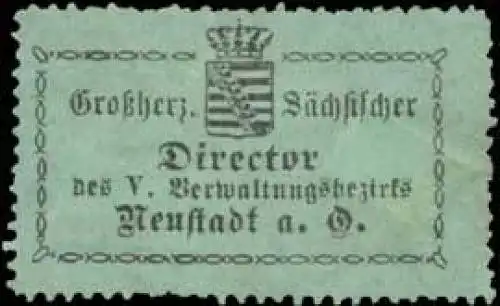 Großherz. Sächsischer
Director
des V. Verwaltungsbezirks
Neustadt a. O.